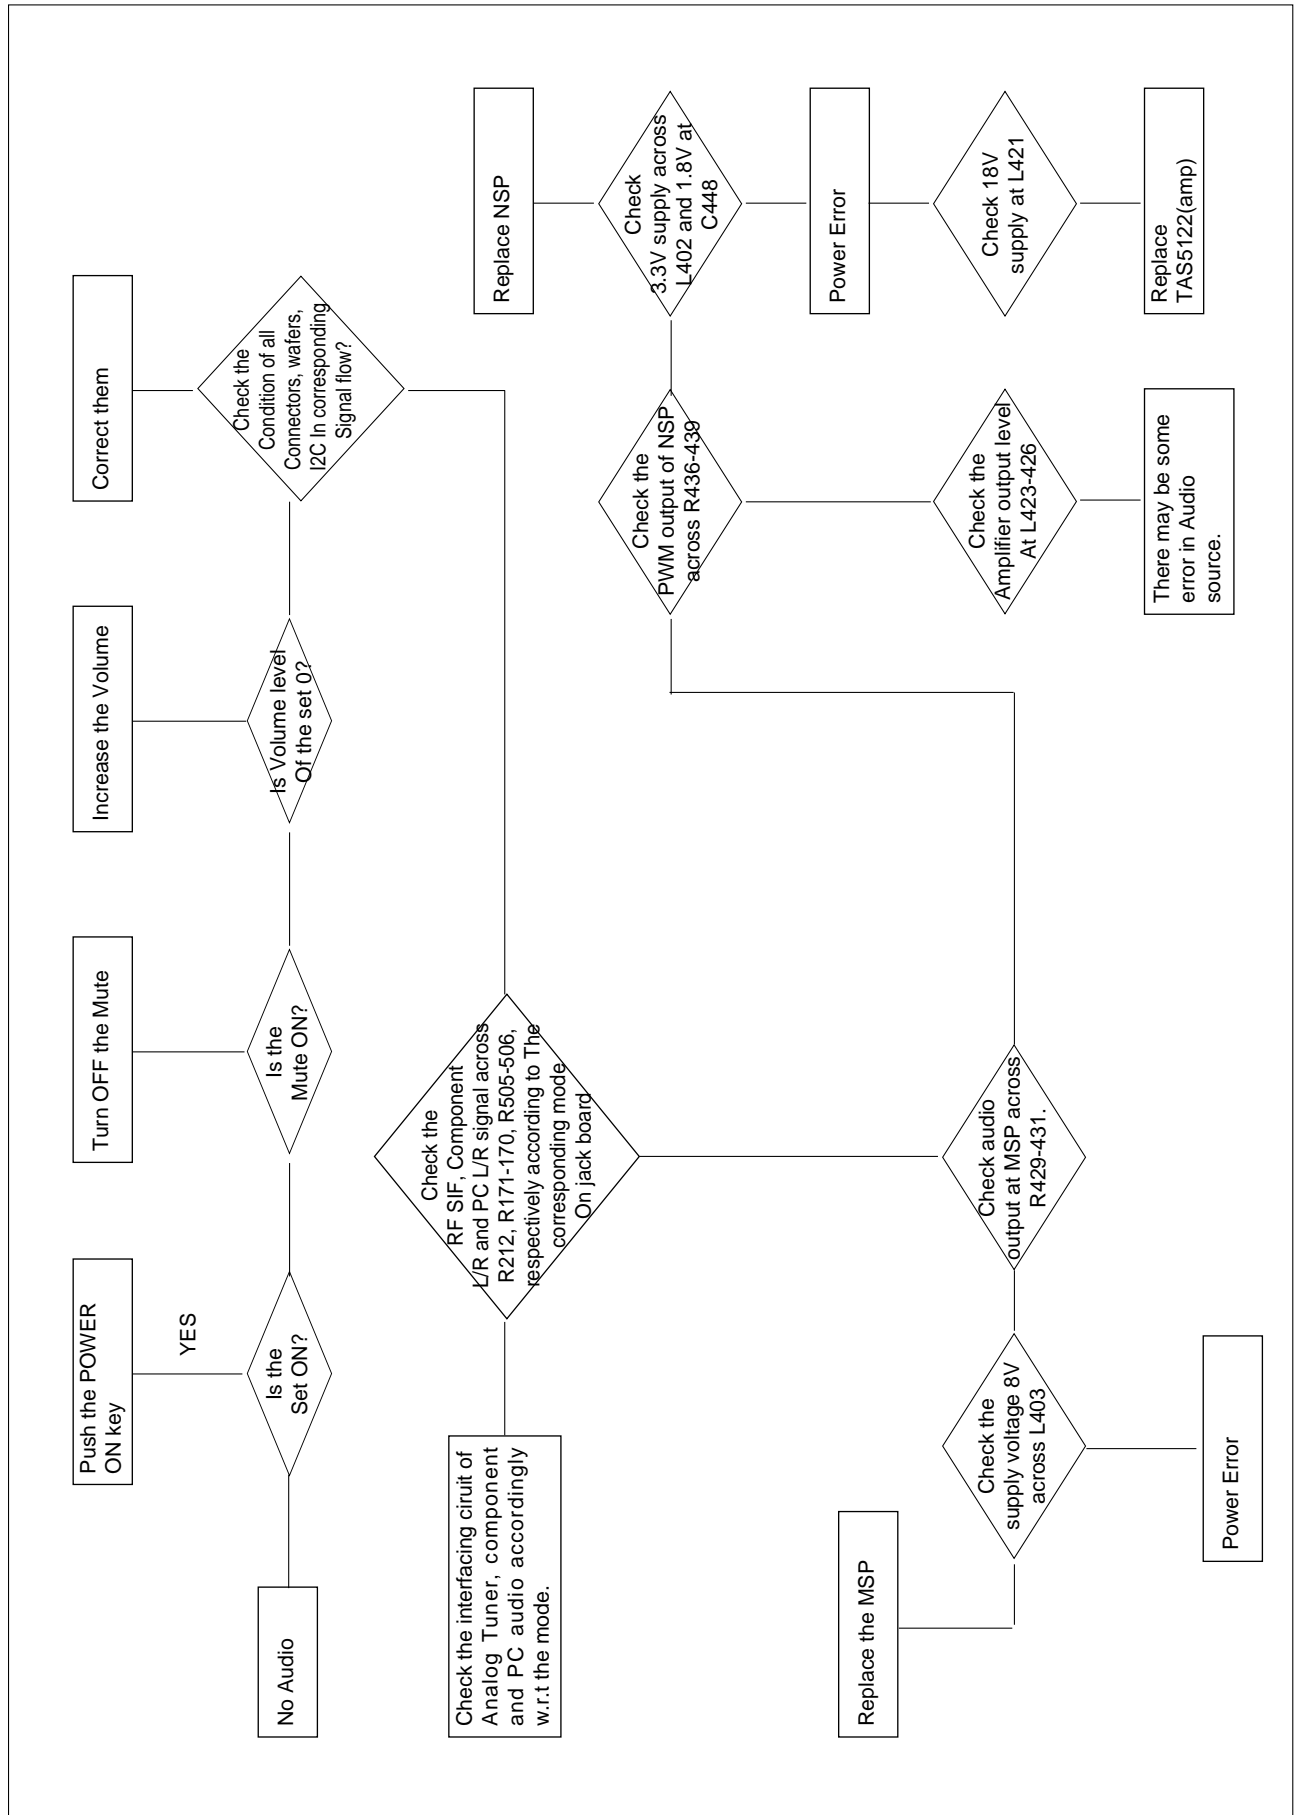 No Audio
Is the
Set ON?
YES
Push the POWER
ON key
Is the
Mute ON?
Turn OFF the Mute
Is Volume level
Of the set 0?
Increase the Volume
Check the
Condition of all
Connectors, wafers,
I2C In corresponding
Signal flow?
Correct them
Check the
RF SIF, Component
L/R and PC L/R signal across
R212, R171-170, R505-506,
respectively according to The
corresponding mode
On jack board
Check the interfacing ciruit of
Analog Tuner, component
and PC audio accordingly
w.r.t the mode.
Check audio
output at MSP across
R429-431.
Check the
supply voltage 8V
across L403
Replace the MSP
Power Error
Check the
PWM output of NSP
across R436-439
Check
3.3V supply across
L402 and 1.8V at
C448
Replace NSP
Power Error
Check the
Amplifier output level
At L423-426
Check 18V
supply at L421
There may be some
error in Audio
source.
Replace
TAS5122(amp)